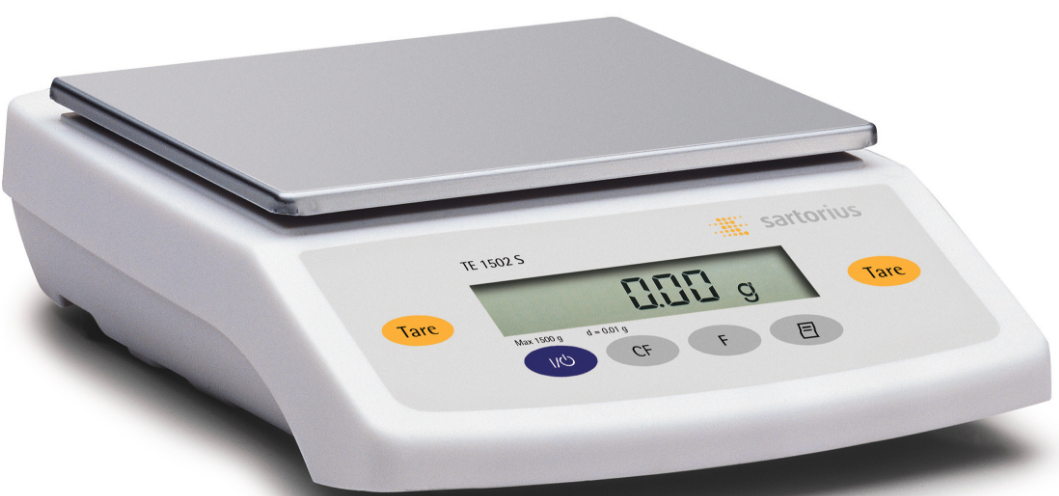 sartorius
TE 1502 S
0.00 g
Tare
Tare
Max 1500 g
d = 0.01 g
I/⏻
CF
F